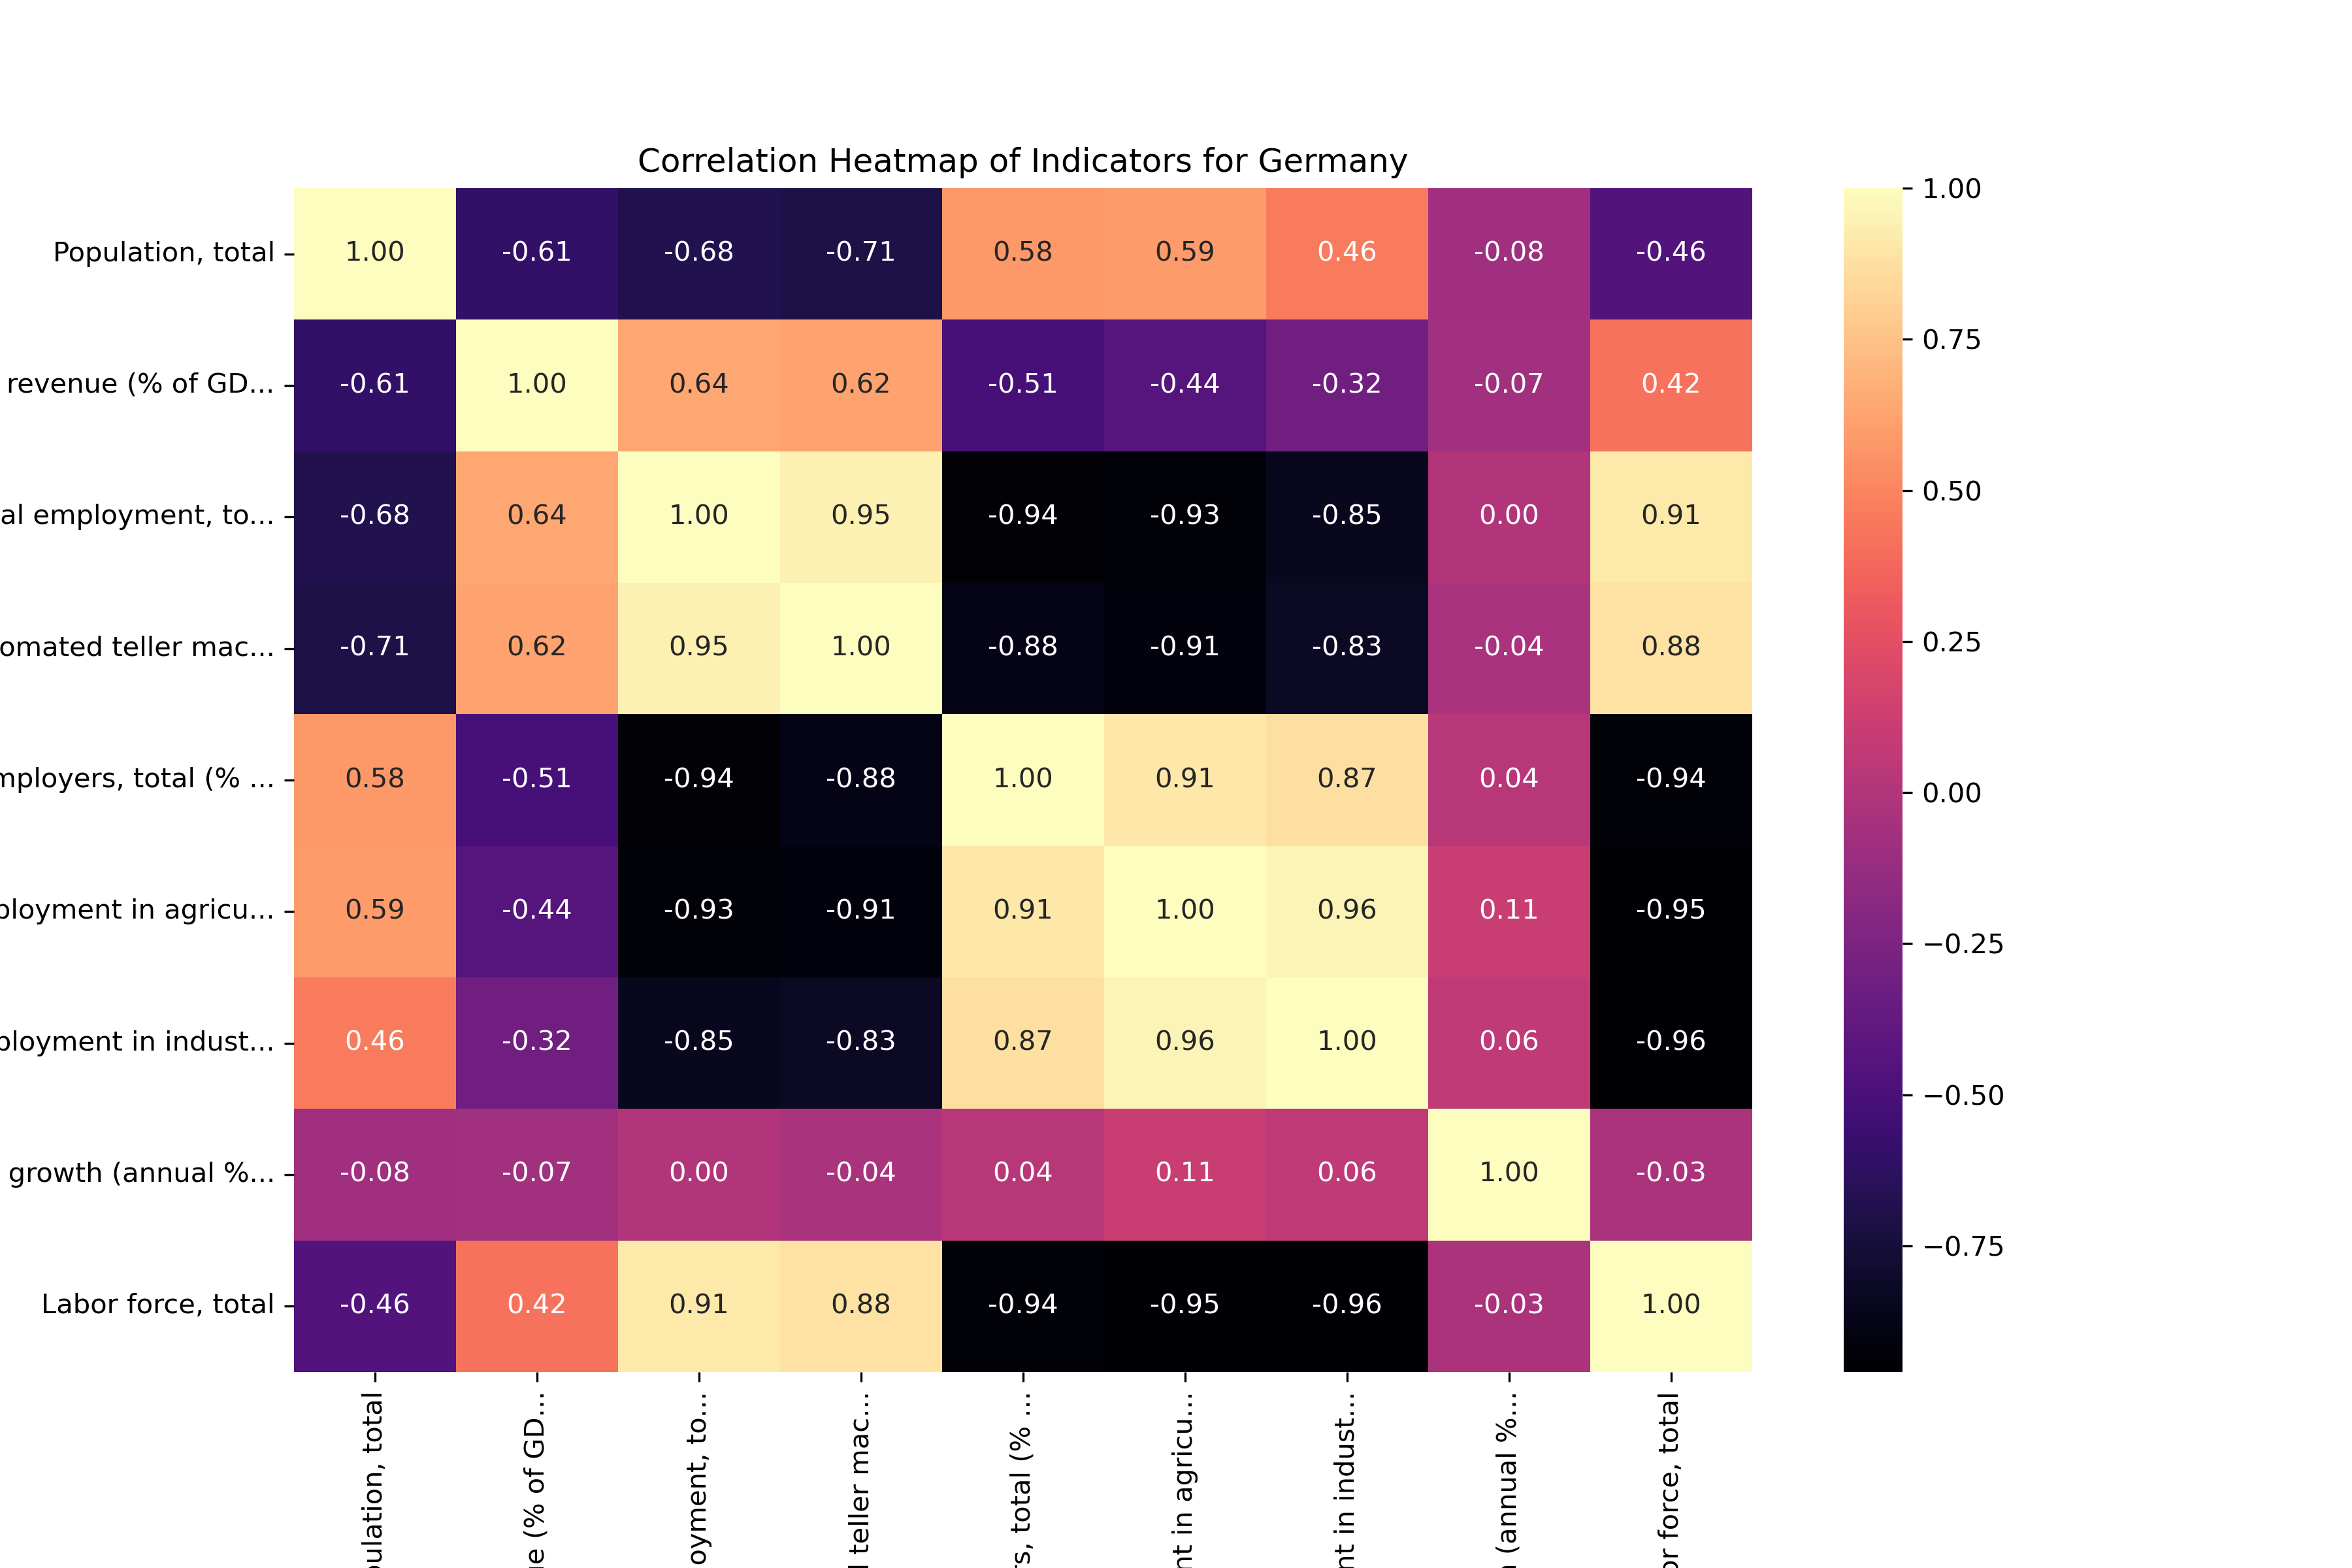 Correlation Heatmap of Indicators for Germany
Population, total 1.00 -0.61 -0.68 -0.71 0.58 0.59 0.46 -0.08 -0.46
revenue (% of GD... -0.61 1.00 0.64 0.62 -0.51 -0.44 -0.32 -0.07 0.42
al employment, to... -0.68 0.64 1.00 0.95 -0.94 -0.93 -0.85 0.00 0.91
omated teller mac... -0.71 0.62 0.95 1.00 -0.88 -0.91 -0.83 -0.04 0.88
mployers, total (% ... 0.58 -0.51 -0.94 -0.88 1.00 0.91 0.87 0.04 -0.94
ployment in agricu... 0.59 -0.44 -0.93 -0.91 0.91 1.00 0.96 0.11 -0.95
ployment in indust... 0.46 -0.32 -0.85 -0.83 0.87 0.96 1.00 0.06 -0.96
growth (annual %... -0.08 -0.07 0.00 -0.04 0.04 0.11 0.06 1.00 -0.03
Labor force, total -0.46 0.42 0.91 0.88 -0.94 -0.95 -0.96 -0.03 1.00
pulation, total
ue (% of GD...
oyment, to...
l teller mac...
rs, total (% ...
nt in agricu...
nt in indust...
(annual %...
or force, total
1.00
0.75
0.50
0.25
0.00
−0.25
−0.50
−0.75